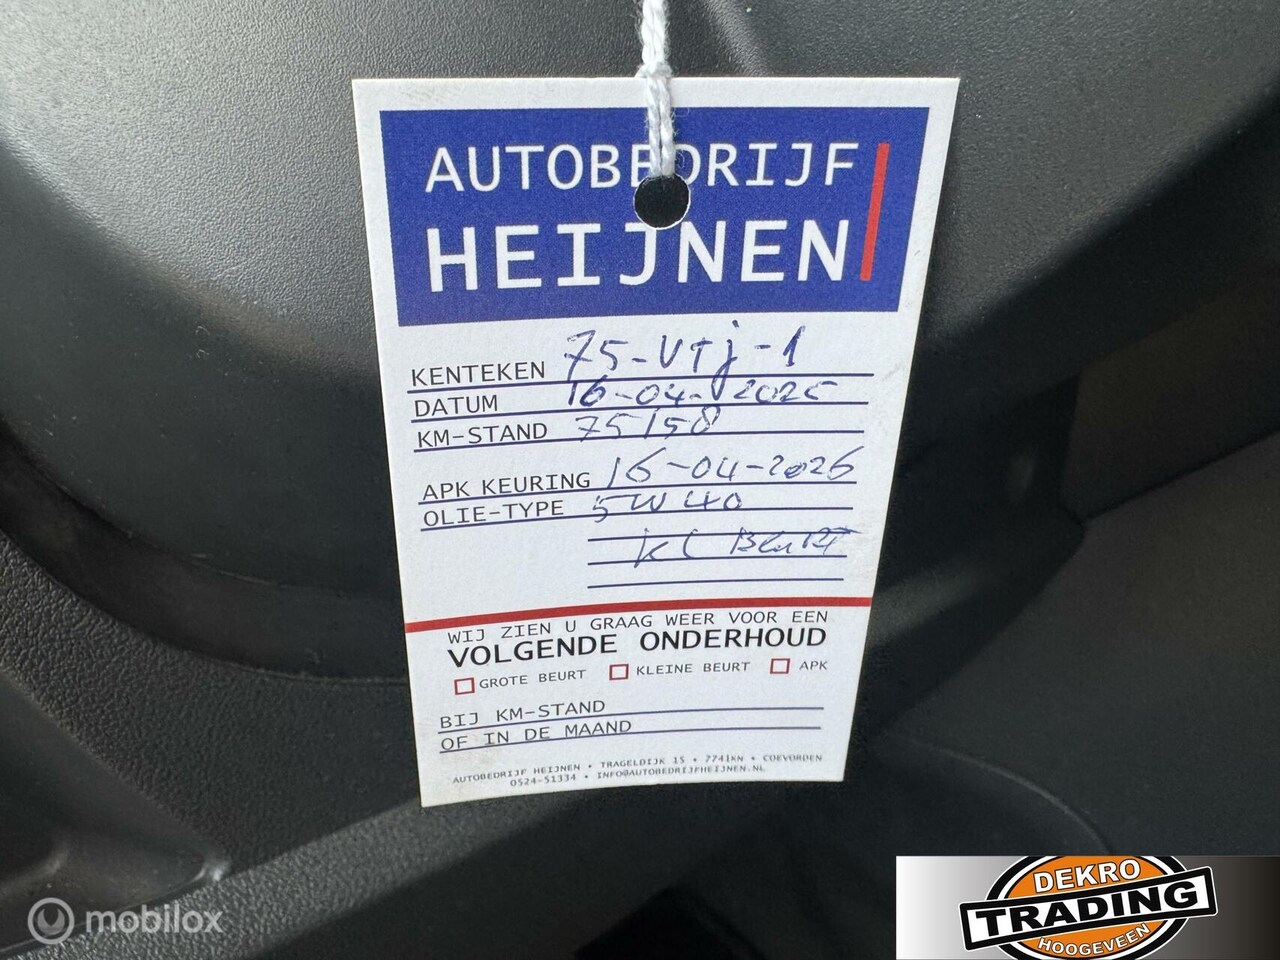 AUTOBEDRIJF
HEIJNEN
KENTEKEN 75-VTJ-1
DATUM 16-04-2025
KM-STAND 75158
APK KEURING 16-04-2026
OLIE-TYPE 5W40
KL Beurt
WIJ ZIEN U GRAAG WEER VOOR EEN
VOLGENDE ONDERHOUD
GROTE BEURT KLEINE BEURT APK
BIJ KM-STAND
OF IN DE MAAND
AUTOBEDRIJF HEIJNEN • TRAGELDIJK 15 • 7741KN • COEVORDEN
0524-51334 • INFO@AUTOBEDRIJFHEIJNEN.NL
mobilox
DEKRO
TRADING
HOOGEVEEN